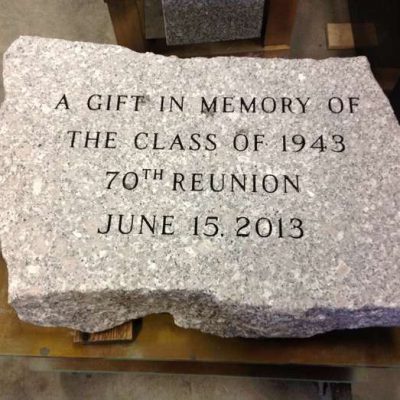 A GIFT IN MEMORY OF
THE CLASS OF 1943
70TH REUNION
JUNE 15, 2013